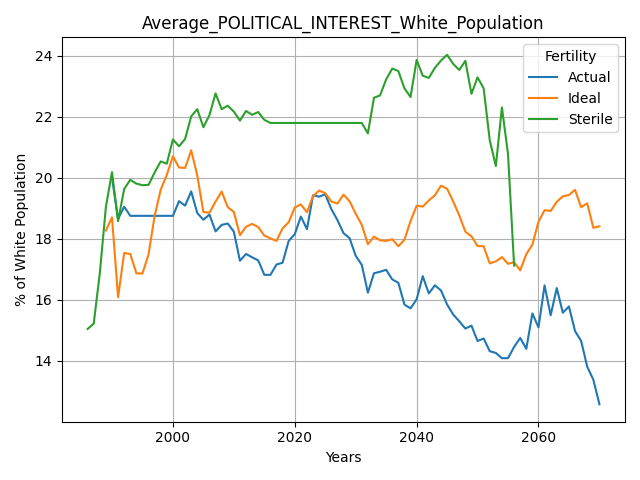 Average_POLITICAL_INTEREST_White_Population
Fertility
Actual
Ideal
Sterile
% of White Population
24
22
20
18
16
14
2000 2020 2040 2060
Years